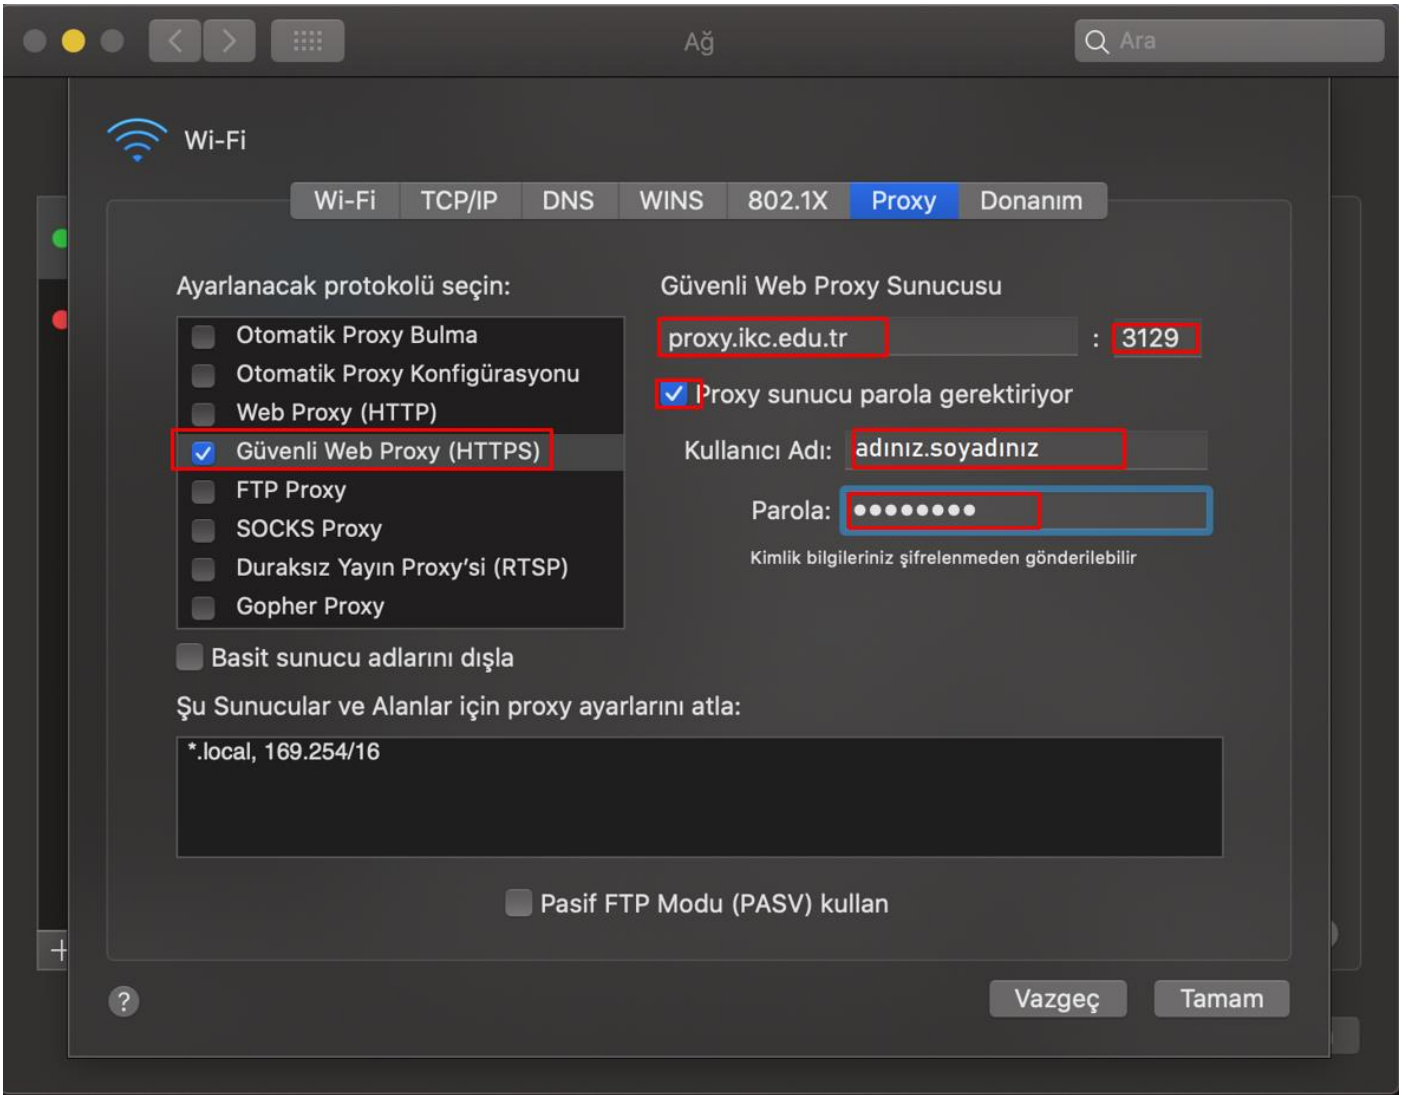 Ağ
Ara
Wi-Fi
Wi-Fi TCP/IP DNS WINS 802.1X Proxy Donanım
Ayarlanacak protokolü seçin:
Otomatik Proxy Bulma
Otomatik Proxy Konfigürasyonu
Web Proxy (HTTP)
Güvenli Web Proxy (HTTPS)
FTP Proxy
SOCKS Proxy
Duraksız Yayın Proxy’si (RTSP)
Gopher Proxy
Güvenli Web Proxy Sunucusu
proxy.ikc.edu.tr : 3129
Proxy sunucu parola gerektiriyor
Kullanıcı Adı: adınız.soyadınız
Parola: ●●●●●●●●
Kimlik bilgileriniz şifrelenmeden gönderilebilir
Basit sunucu adlarını dışla
Şu Sunucular ve Alanlar için proxy ayarlarını atla:
*.local, 169.254/16
Pasif FTP Modu (PASV) kullan
+
?
Vazgeç Tamam